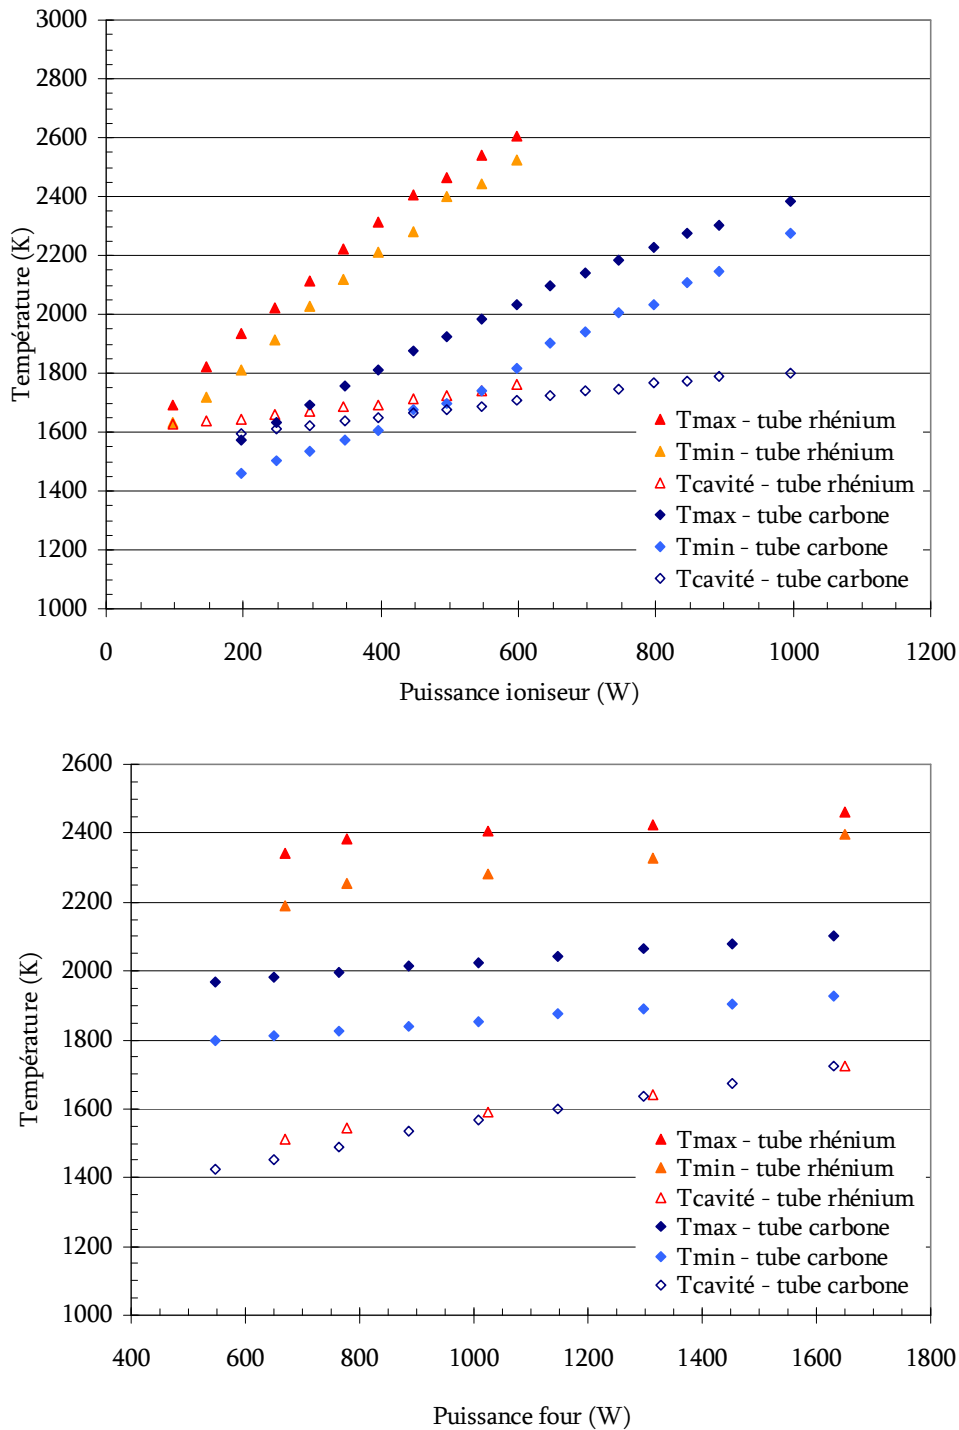 3000
2800
2600
2400
2200
2000
1800
1600
1400
1200
1000
Température (K)
Tmax - tube rhénium
Tmin - tube rhénium
Tcavité - tube rhénium
Tmax - tube carbone
Tmin - tube carbone
Tcavité - tube carbone
0 200 400 600 800 1000 1200
Puissance ioniseur (W)
2600
2400
2200
2000
1800
1600
1400
1200
1000
Température (K)
Tmax - tube rhénium
Tmin - tube rhénium
Tcavité - tube rhénium
Tmax - tube carbone
Tmin - tube carbone
Tcavité - tube carbone
400 600 800 1000 1200 1400 1600 1800
Puissance four (W)